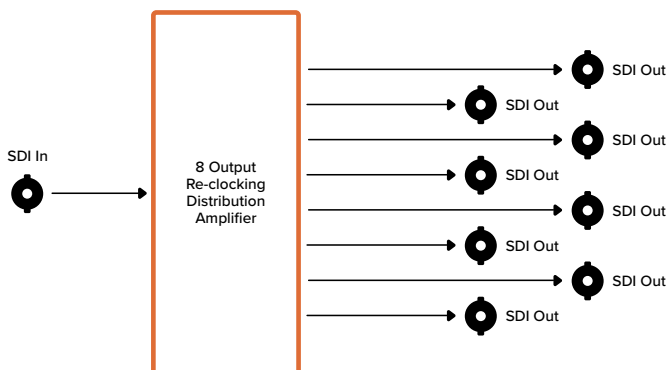 SDI In
8 Output
Re-clocking
Distribution
Amplifier
SDI Out
SDI Out
SDI Out
SDI Out
SDI Out
SDI Out
SDI Out
SDI Out